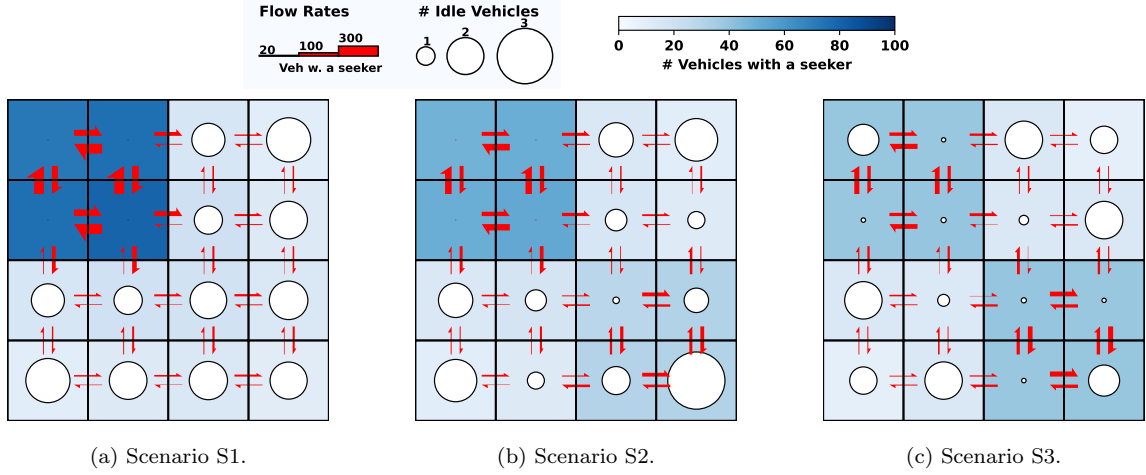 Flow Rates
20 100 300
Veh w. a seeker
# Idle Vehicles
1 2 3
0 20 40 60 80 100
# Vehicles with a seeker
(a) Scenario S1.
(b) Scenario S2.
(c) Scenario S3.